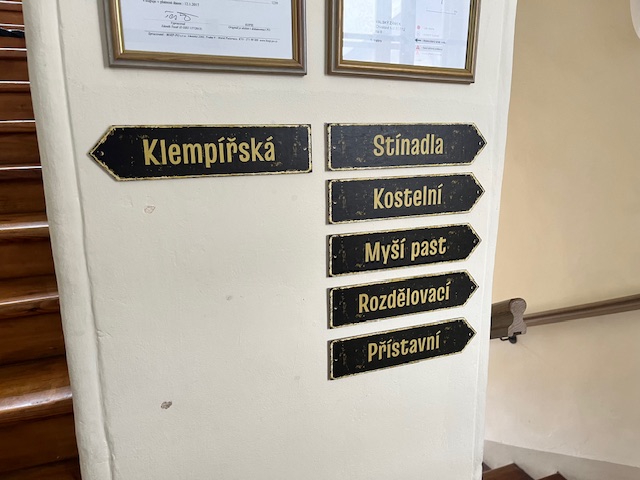 Klempířská
Stínadla
Kostelní
Myší past
Rozdělovací
Přístavní